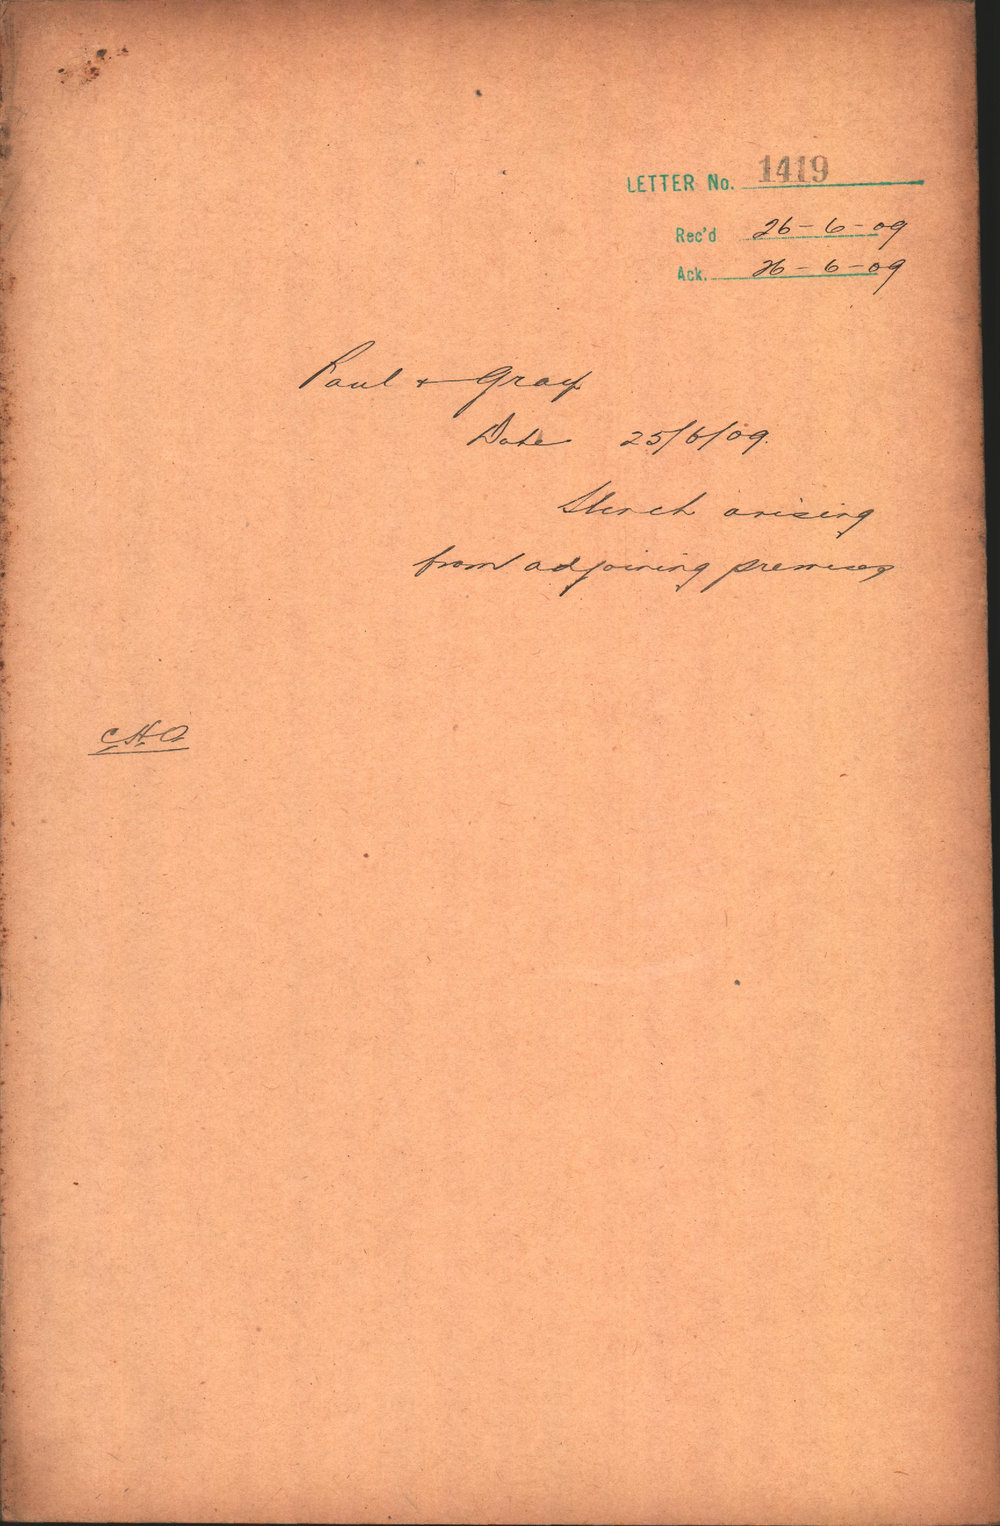 LETTER No. 1419
Rec'd 26-6-09
Ack. 26-6-09
Paul & Gray
Date 25/6/09.
Stench arising
from adjoining premises
C.H.O